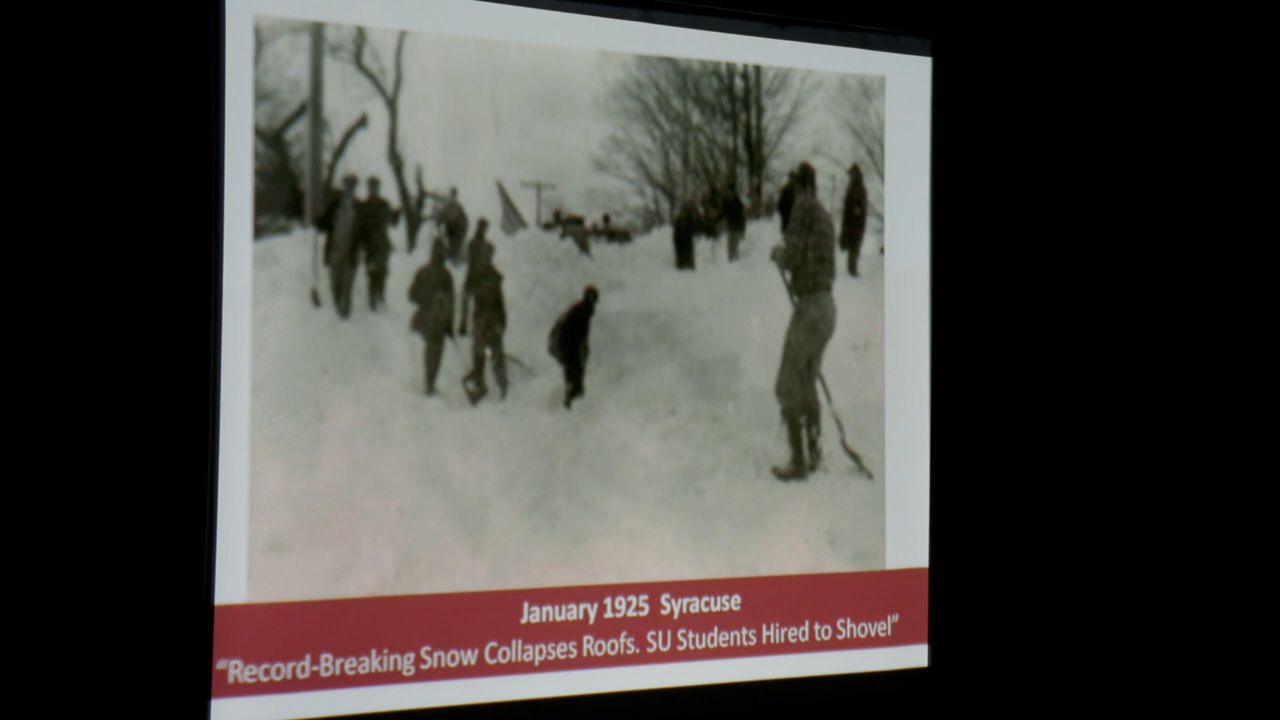 January 1925 Syracuse
“Record-Breaking Snow Collapses Roofs. SU Students Hired to Shovel”